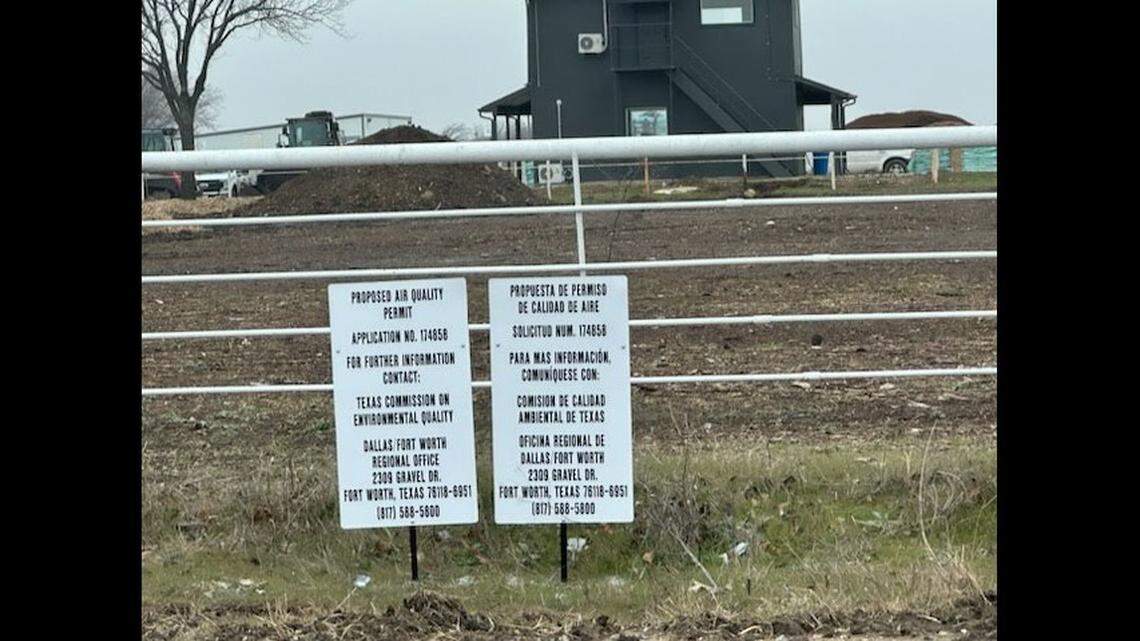 PROPOSED AIR QUALITY
PERMIT
APPLICATION NO. 174858
FOR FURTHER INFORMATION
CONTACT:
TEXAS COMMISSION ON
ENVIRONMENTAL QUALITY
DALLAS/FORT WORTH
REGIONAL OFFICE
2309 GRAVEL DR.
FORT WORTH, TEXAS 76118-6951
(817) 588-5800
PROPUESTA DE PERMISO
DE CALIDAD DE AIRE
SOLICITUD NUM. 174858
PARA MAS INFORMACIÓN,
COMUNÍQUESE CON:
COMISION DE CALIDAD
AMBIENTAL DE TEXAS
OFICINA REGIONAL DE
DALLAS/FORT WORTH
2309 GRAVEL DR.
FORT WORTH, TEXAS 76118-6951
(817) 588-5800